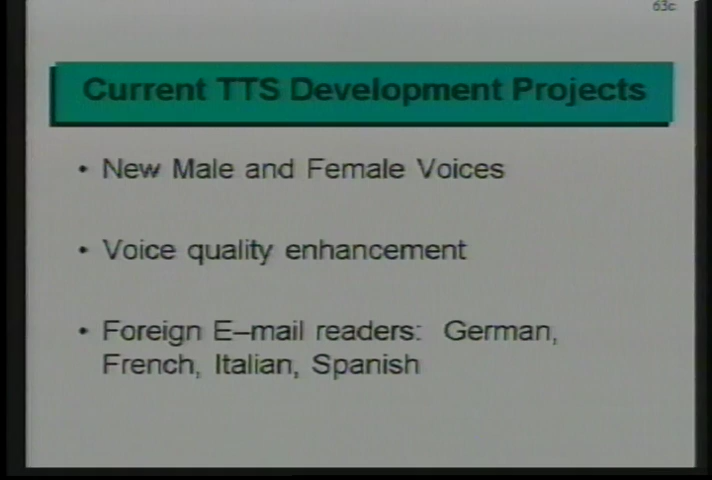 63c
Current TTS Development Projects
• New Male and Female Voices
• Voice quality enhancement
• Foreign E–mail readers: German,
French, Italian, Spanish